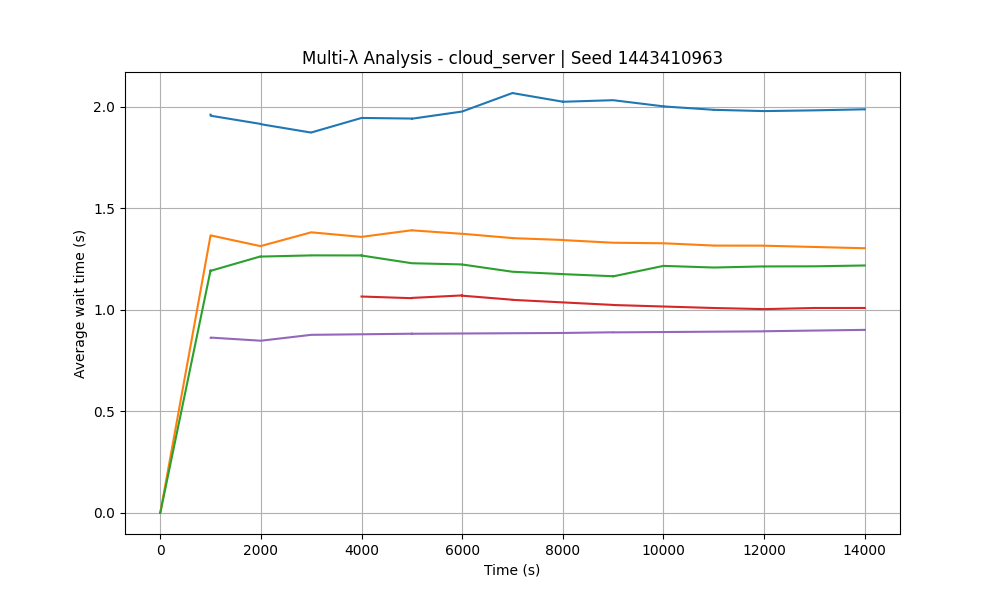 Multi-λ Analysis - cloud_server | Seed 1443410963
Average wait time (s)
2.0
1.5
1.0
0.5
0.0
0 2000 4000 6000 8000 10000 12000 14000
Time (s)